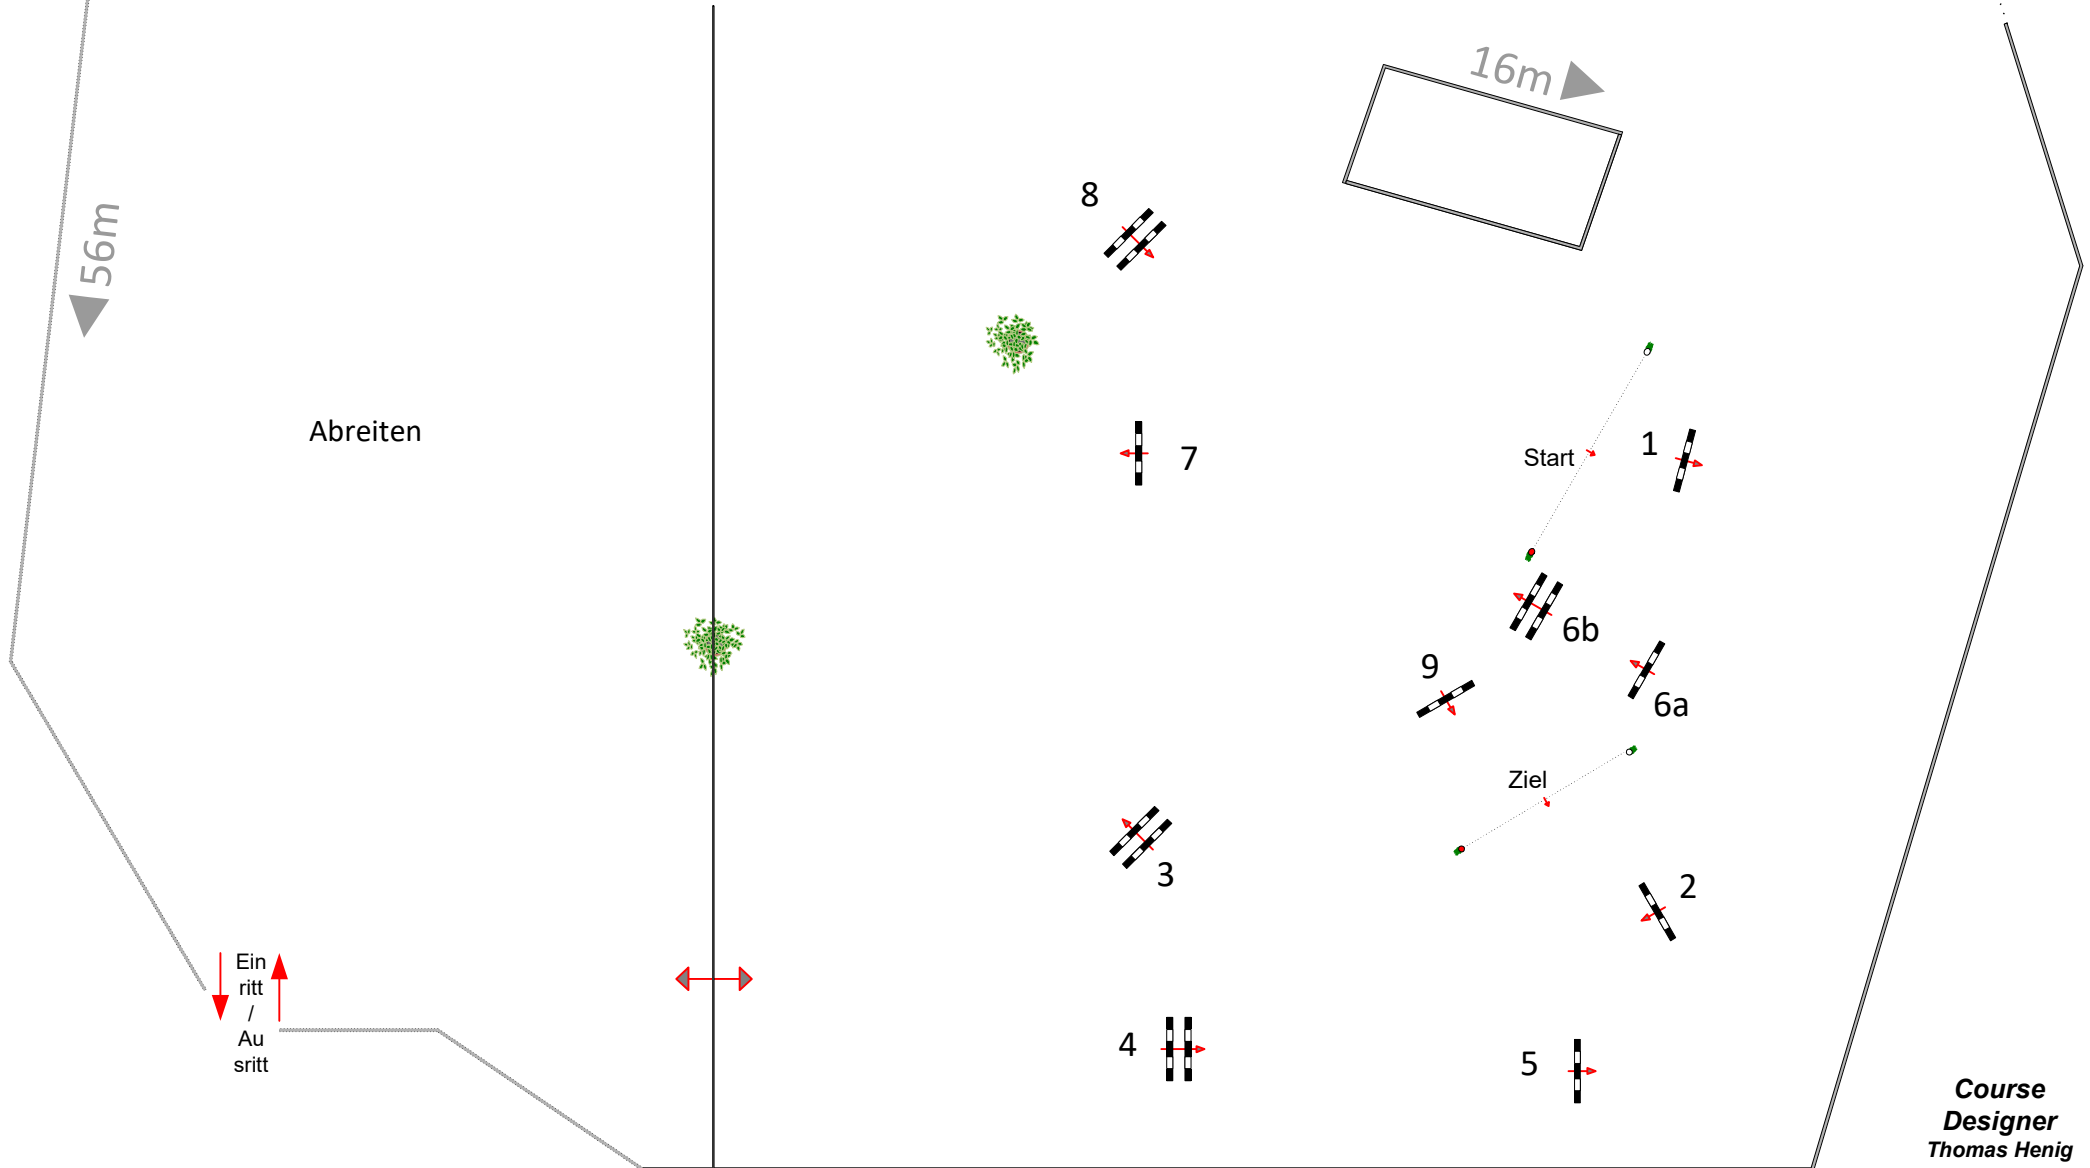 16m
8
56m
Abreiten
7
Start
1
6b
9
6a
Ziel
3
2
Ein
ritt
/
Au
sritt
4
5
Course
Designer
Thomas Henig